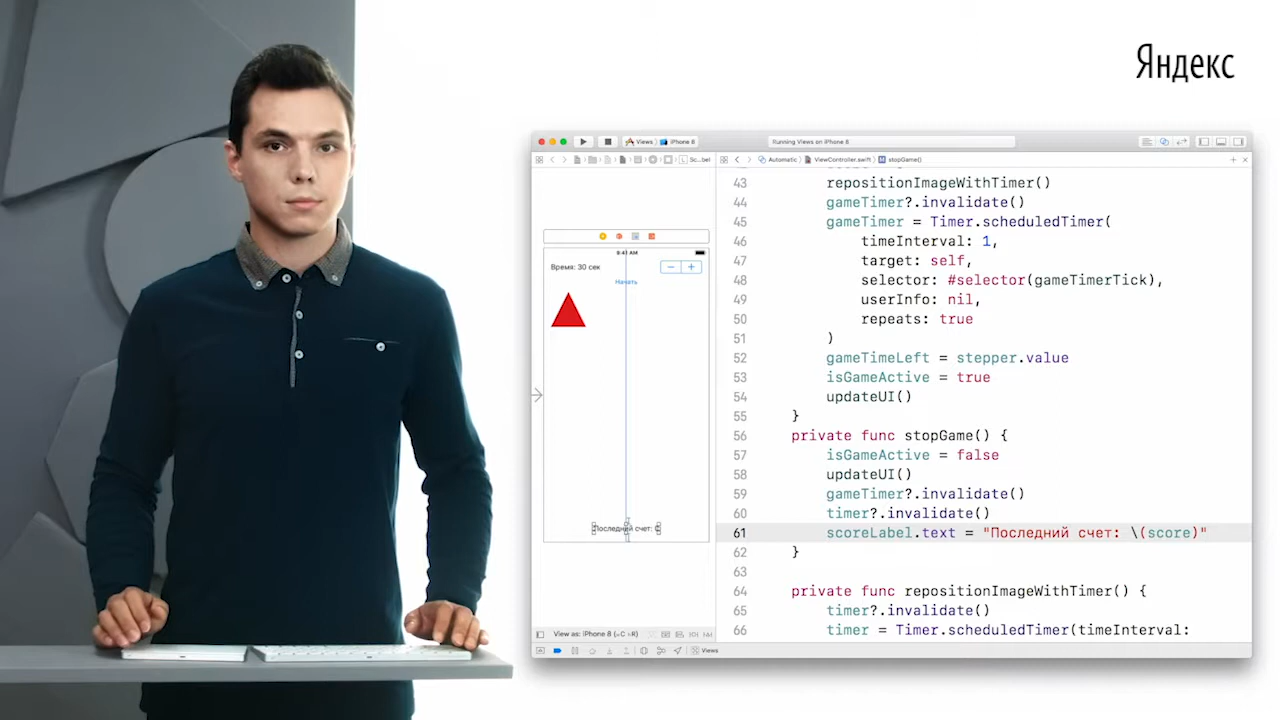 Яндекс
Views
iPhone 8
Running Views on iPhone 8
Automatic
ViewController.swift
stopGame()
9:41 AM
Время: 30 сек
Начать
Последний счет: 0
View as: iPhone 8
Views
43 repositionImageWithTimer()
44 gameTimer?.invalidate()
45 gameTimer = Timer.scheduledTimer(
46 timeInterval: 1,
47 target: self,
48 selector: #selector(gameTimerTick),
49 userInfo: nil,
50 repeats: true
51 )
52 gameTimeLeft = stepper.value
53 isGameActive = true
54 updateUI()
55 }
56 private func stopGame() {
57 isGameActive = false
58 updateUI()
59 gameTimer?.invalidate()
60 timer?.invalidate()
61 scoreLabel.text = "Последний счет: \(score)"
62 }
63
64 private func repositionImageWithTimer() {
65 timer?.invalidate()
66 timer = Timer.scheduledTimer(timeInterval: